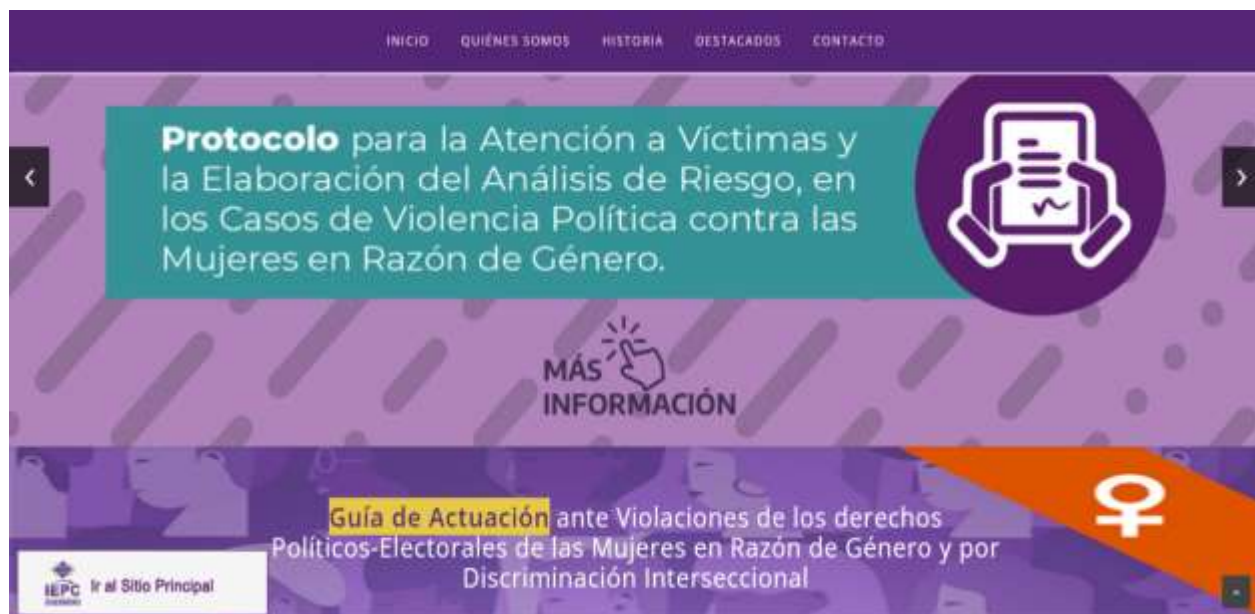 INICIO QUIÉNES SOMOS HISTORIA DESTACADOS CONTACTO
Protocolo para la Atención a Víctimas y
la Elaboración del Análisis de Riesgo, en
los Casos de Violencia Política contra las
Mujeres en Razón de Género.
MÁS
INFORMACIÓN
Guía de Actuación ante Violaciones de los derechos
Políticos-Electorales de las Mujeres en Razón de Género y por
Discriminación Interseccional
IEPC Ir al Sitio Principal